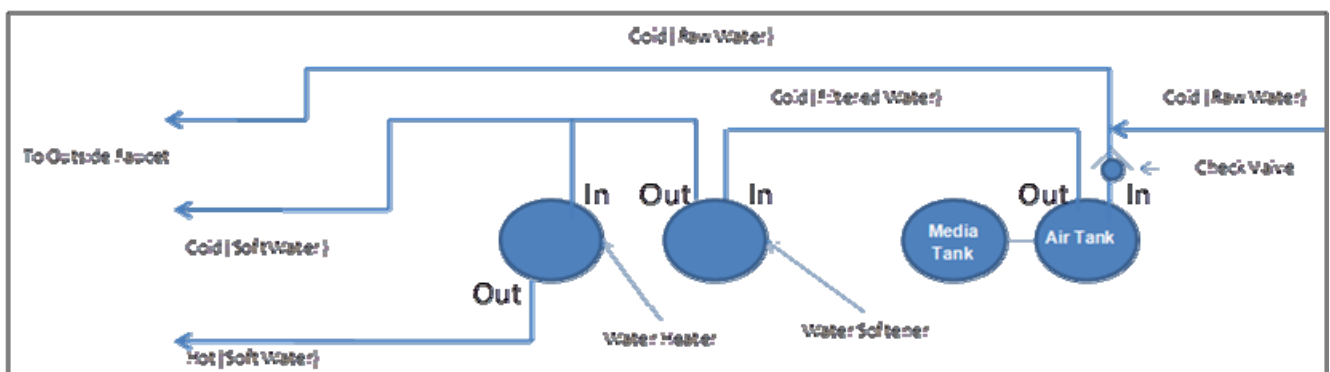 Cold (Raw Water)
Cold (Filtered Water)
Cold (Raw Water)
To Outside Faucet
Check Valve
In
Out
In
Out
In
Media
Tank
Air Tank
Cold (Soft Water)
Out
Water Heater
Water Softener
Hot (Soft Water)